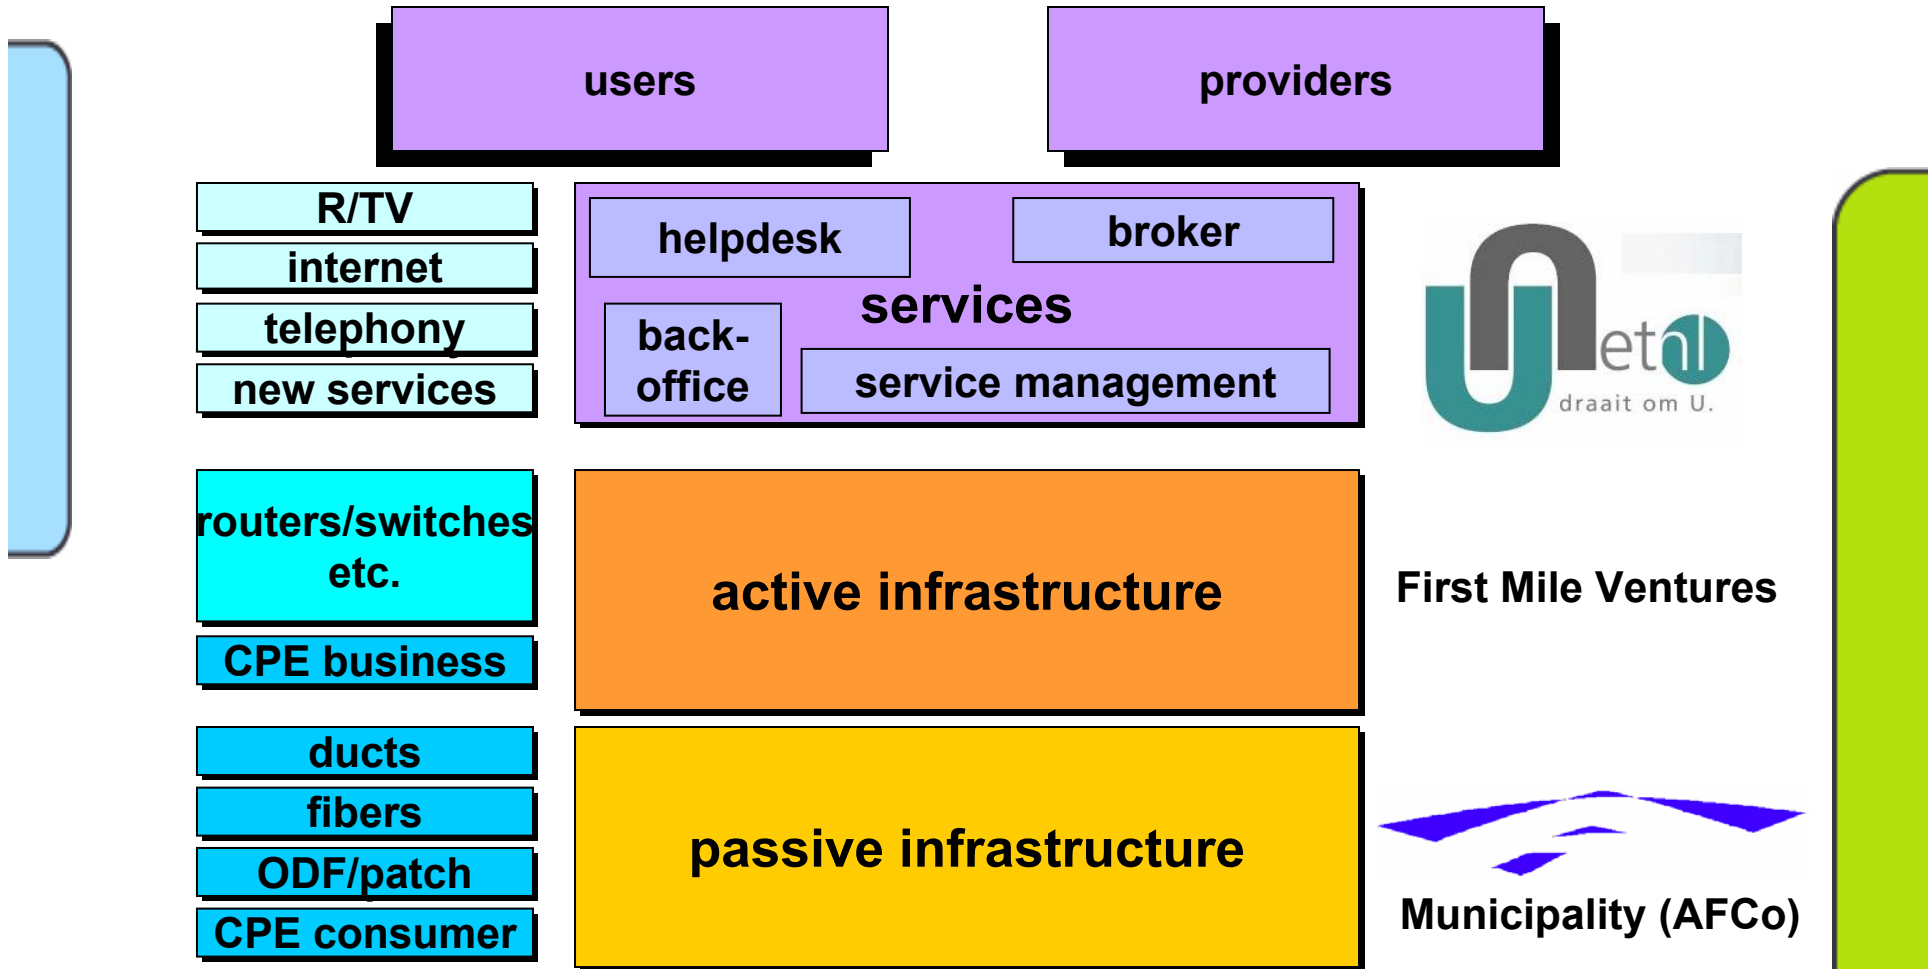 users
providers
R/TV
internet
telephony
new services
helpdesk
broker
services
back-
office
service management
UNet nl
draait om U.
routers/switches
etc.
CPE business
active infrastructure
First Mile Ventures
ducts
fibers
ODF/patch
CPE consumer
passive infrastructure
Municipality (AFCo)